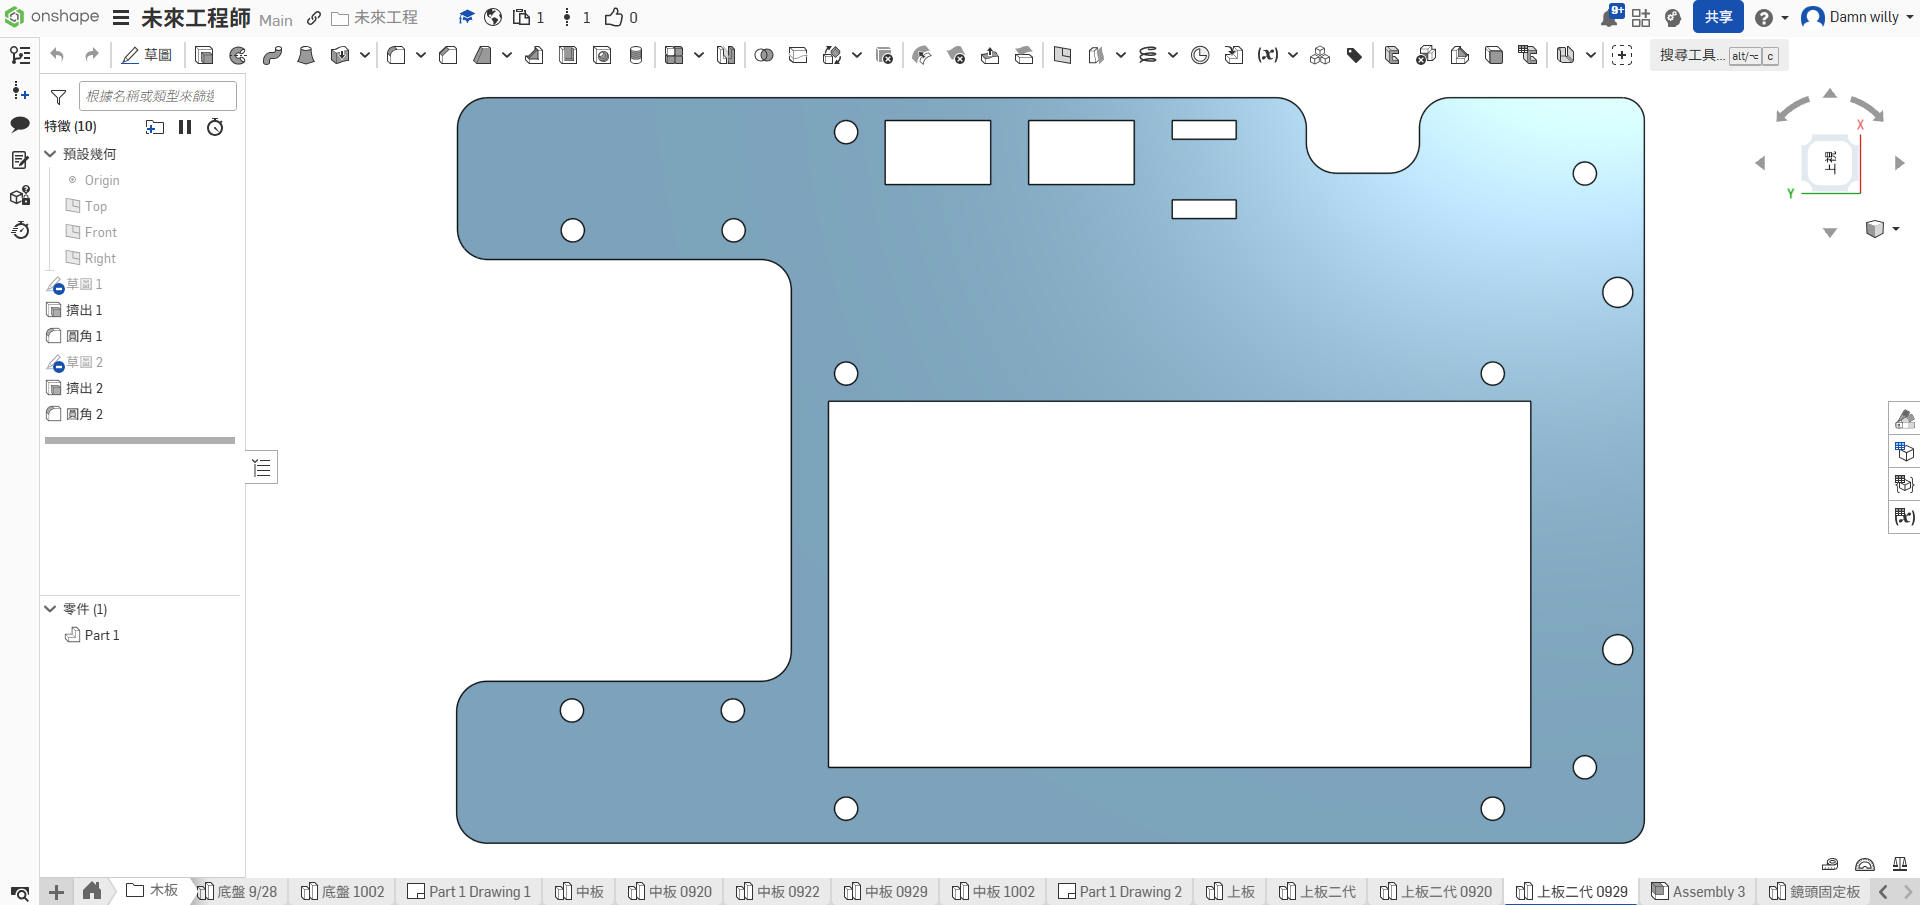 onshape 未來工程師 Main 未來工程 1 1 0 9+ 共享 Damn willy
草圖 (x) 搜尋工具... alt/⌥ c
根據名稱或類型來篩選
特徵 (10)
預設幾何
Origin
Top
Front
Right
草圖 1
擠出 1
圓角 1
草圖 2
擠出 2
圓角 2
零件 (1)
Part 1
X
上視
Y
(x)
木板 底盤 9/28 底盤 1002 Part 1 Drawing 1 中板 中板 0920 中板 0922 中板 0929 中板 1002 Part 1 Drawing 2 上板 上板二代 上板二代 0920 上板二代 0929 Assembly 3 鏡頭固定板